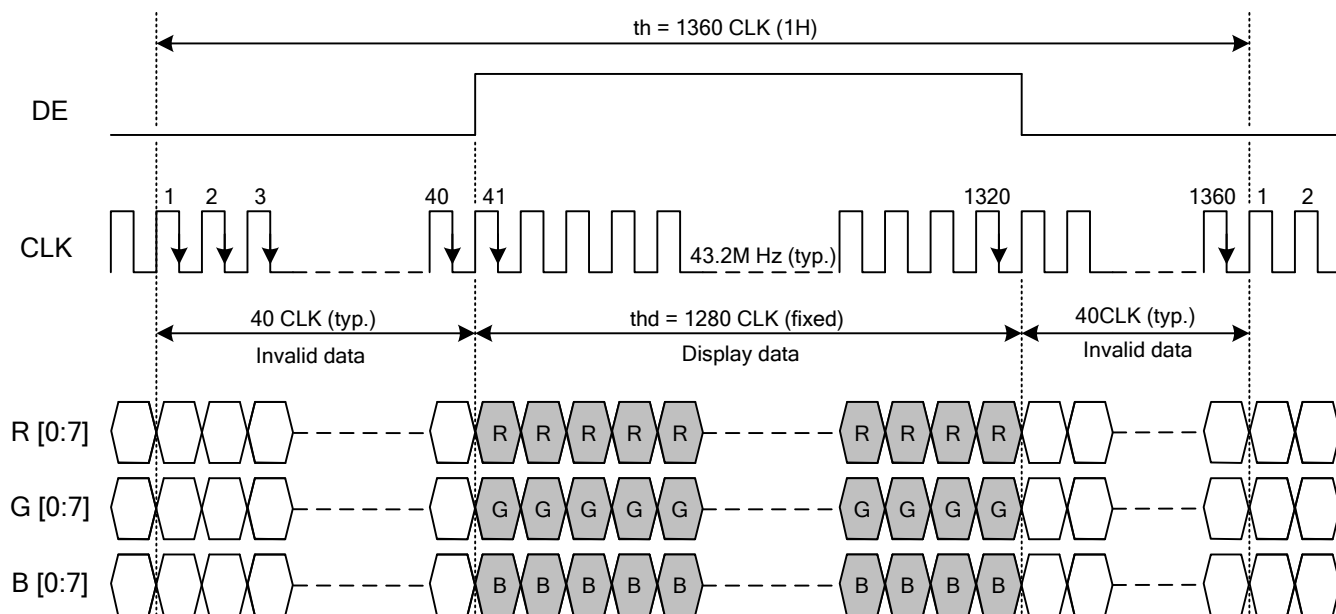 th = 1360 CLK (1H)
DE
1 2 3 40 41 1320 1360 1 2
CLK
43.2M Hz (typ.)
40 CLK (typ.) thd = 1280 CLK (fixed) 40CLK (typ.)
Invalid data Display data Invalid data
R [0:7] R R R R R R R R R
G [0:7] G G G G G G G G G
B [0:7] B B B B B B B B B